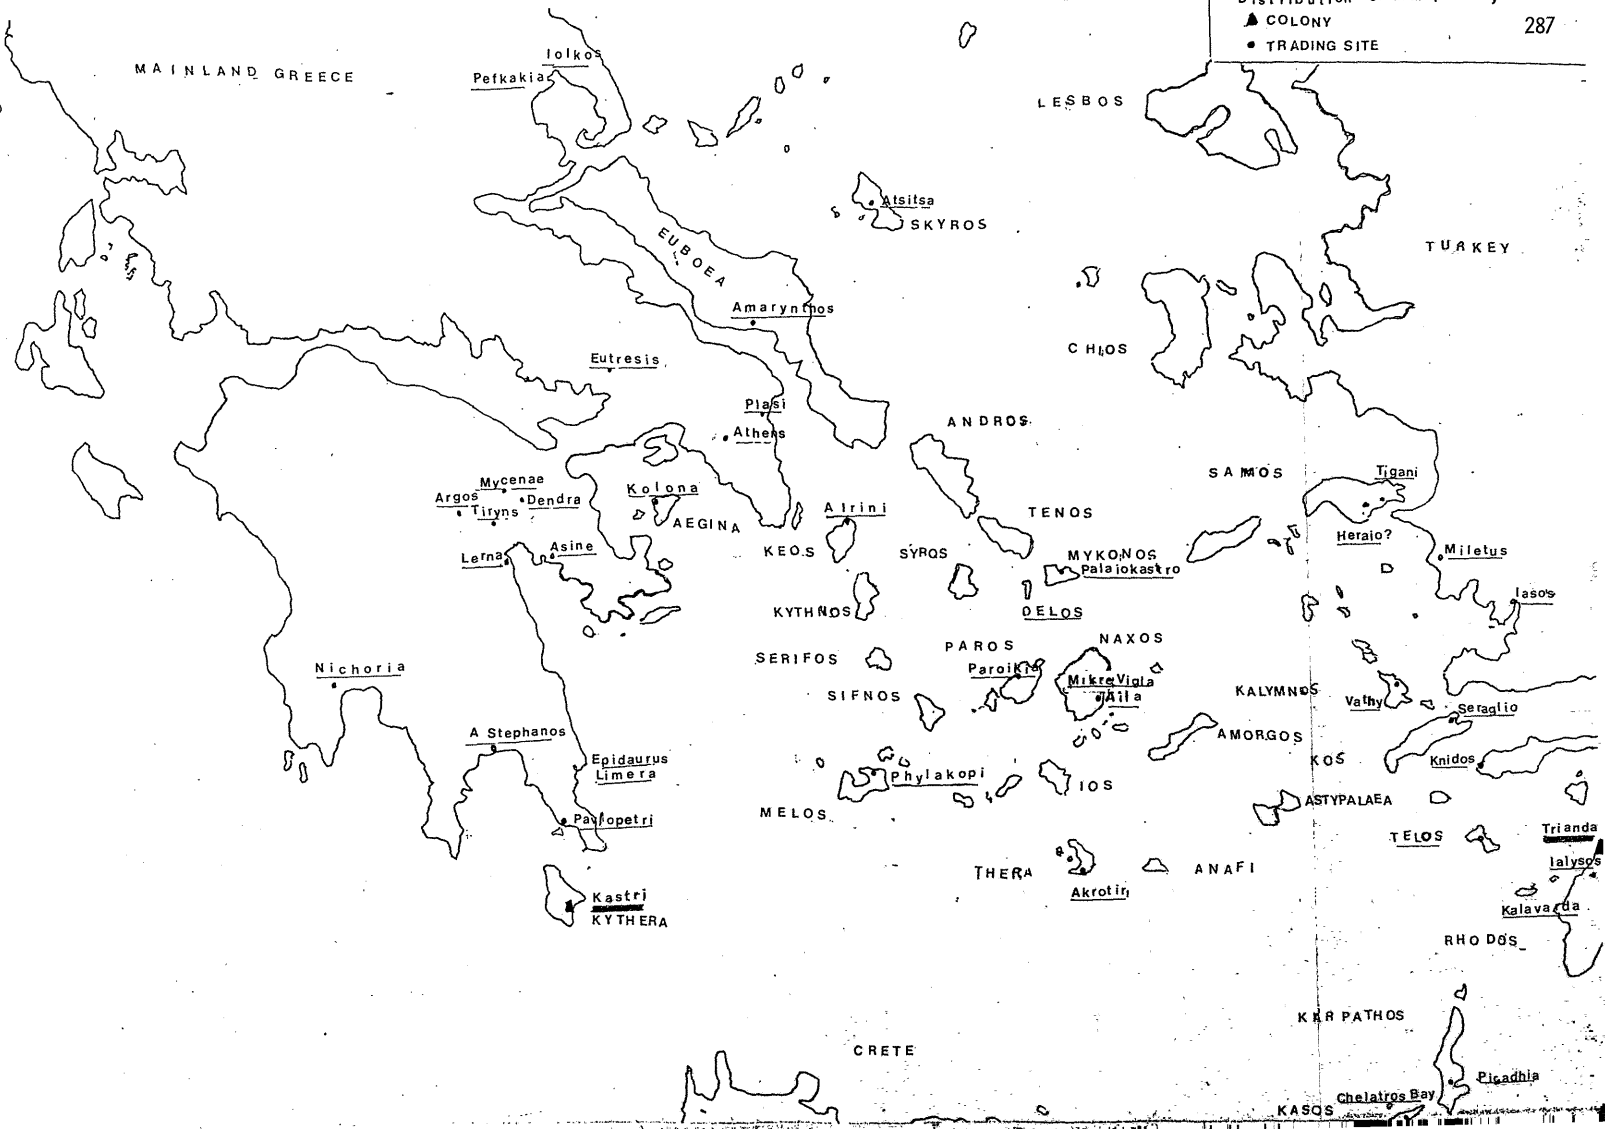 COLONY
287
TRADING SITE
MAINLAND GREECE
Iolkos
Pefkakia
LESBOS
Atsitsa
SKYROS
TURKEY
EUBOEA
Amarynthos
CHIOS
Eutresis
Plasi
Athens
ANDROS
SAMOS
Tigani
Mycenae
Argos
Dendra
Tiryns
Kolona
AEGINA
AIrini
TENOS
Heraio?
KEOS
SYROS
MYKONOS
Palaiokastro
Miletus
Lerna
Asine
Iasos
KYTHNOS
DELOS
SERIFOS
PAROS
NAXOS
Nichoria
Paroikia
Mikre Vigla
Aila
SIFNOS
KALYMNOS
Vathy
Seraglio
A Stephanos
AMORGOS
KOS
Knidos
Epidaurus
Limera
Phylakopi
IOS
MELOS
ASTYPALAEA
Pavlopetri
TELOS
Trianda
THERA
ANAFI
Ialysos
Akrotiri
Kastri
KYTHERA
Kalavarda
RHODOS
KARPATHOS
CRETE
Pigadhia
Chelatros Bay
KASOS